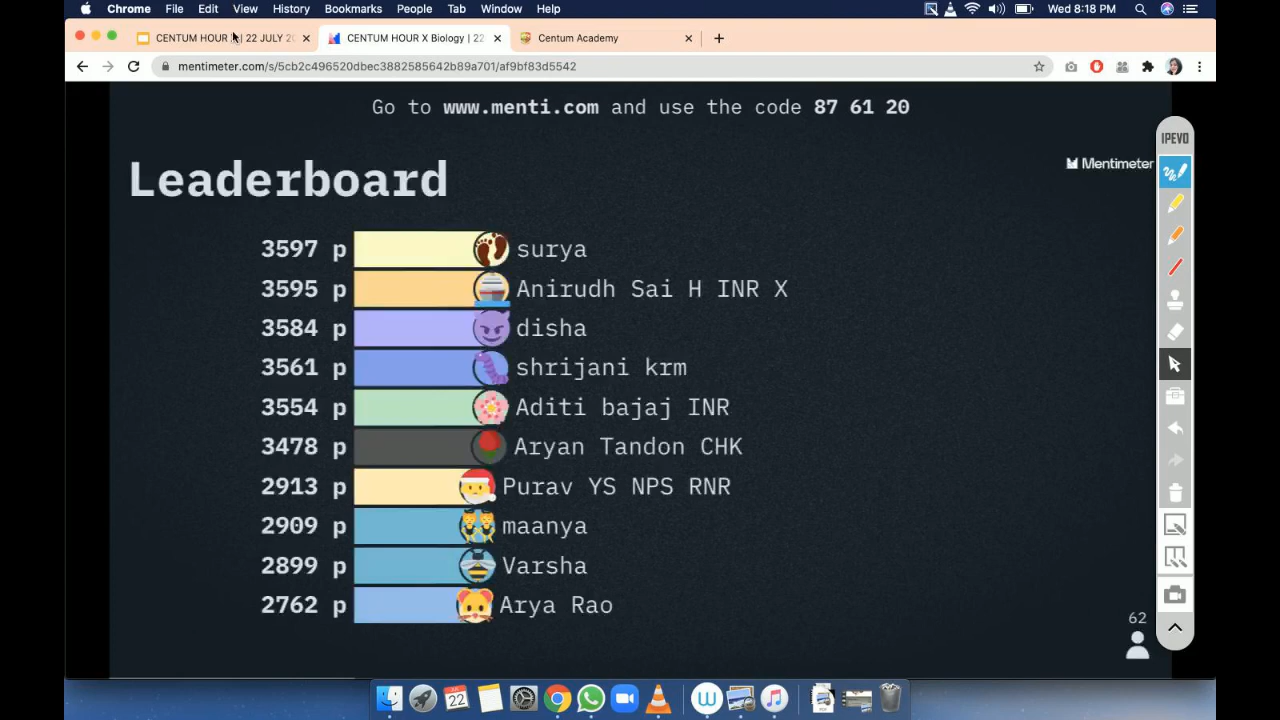 Chrome File Edit View History Bookmarks People Tab Window Help
Wed 8:18 PM
CENTUM HOUR | 22 JULY 20
CENTUM HOUR X Biology | 22
Centum Academy
mentimeter.com/s/5cb2c496520dbec3882585642b89a701/af9bf83d5542
Go to www.menti.com and use the code 87 61 20
IPEVO
Mentimeter
Leaderboard
3597 p surya
3595 p Anirudh Sai H INR X
3584 p disha
3561 p shrijani krm
3554 p Aditi bajaj INR
3478 p Aryan Tandon CHK
2913 p Purav YS NPS RNR
2909 p maanya
2899 p Varsha
2762 p Arya Rao
62
22